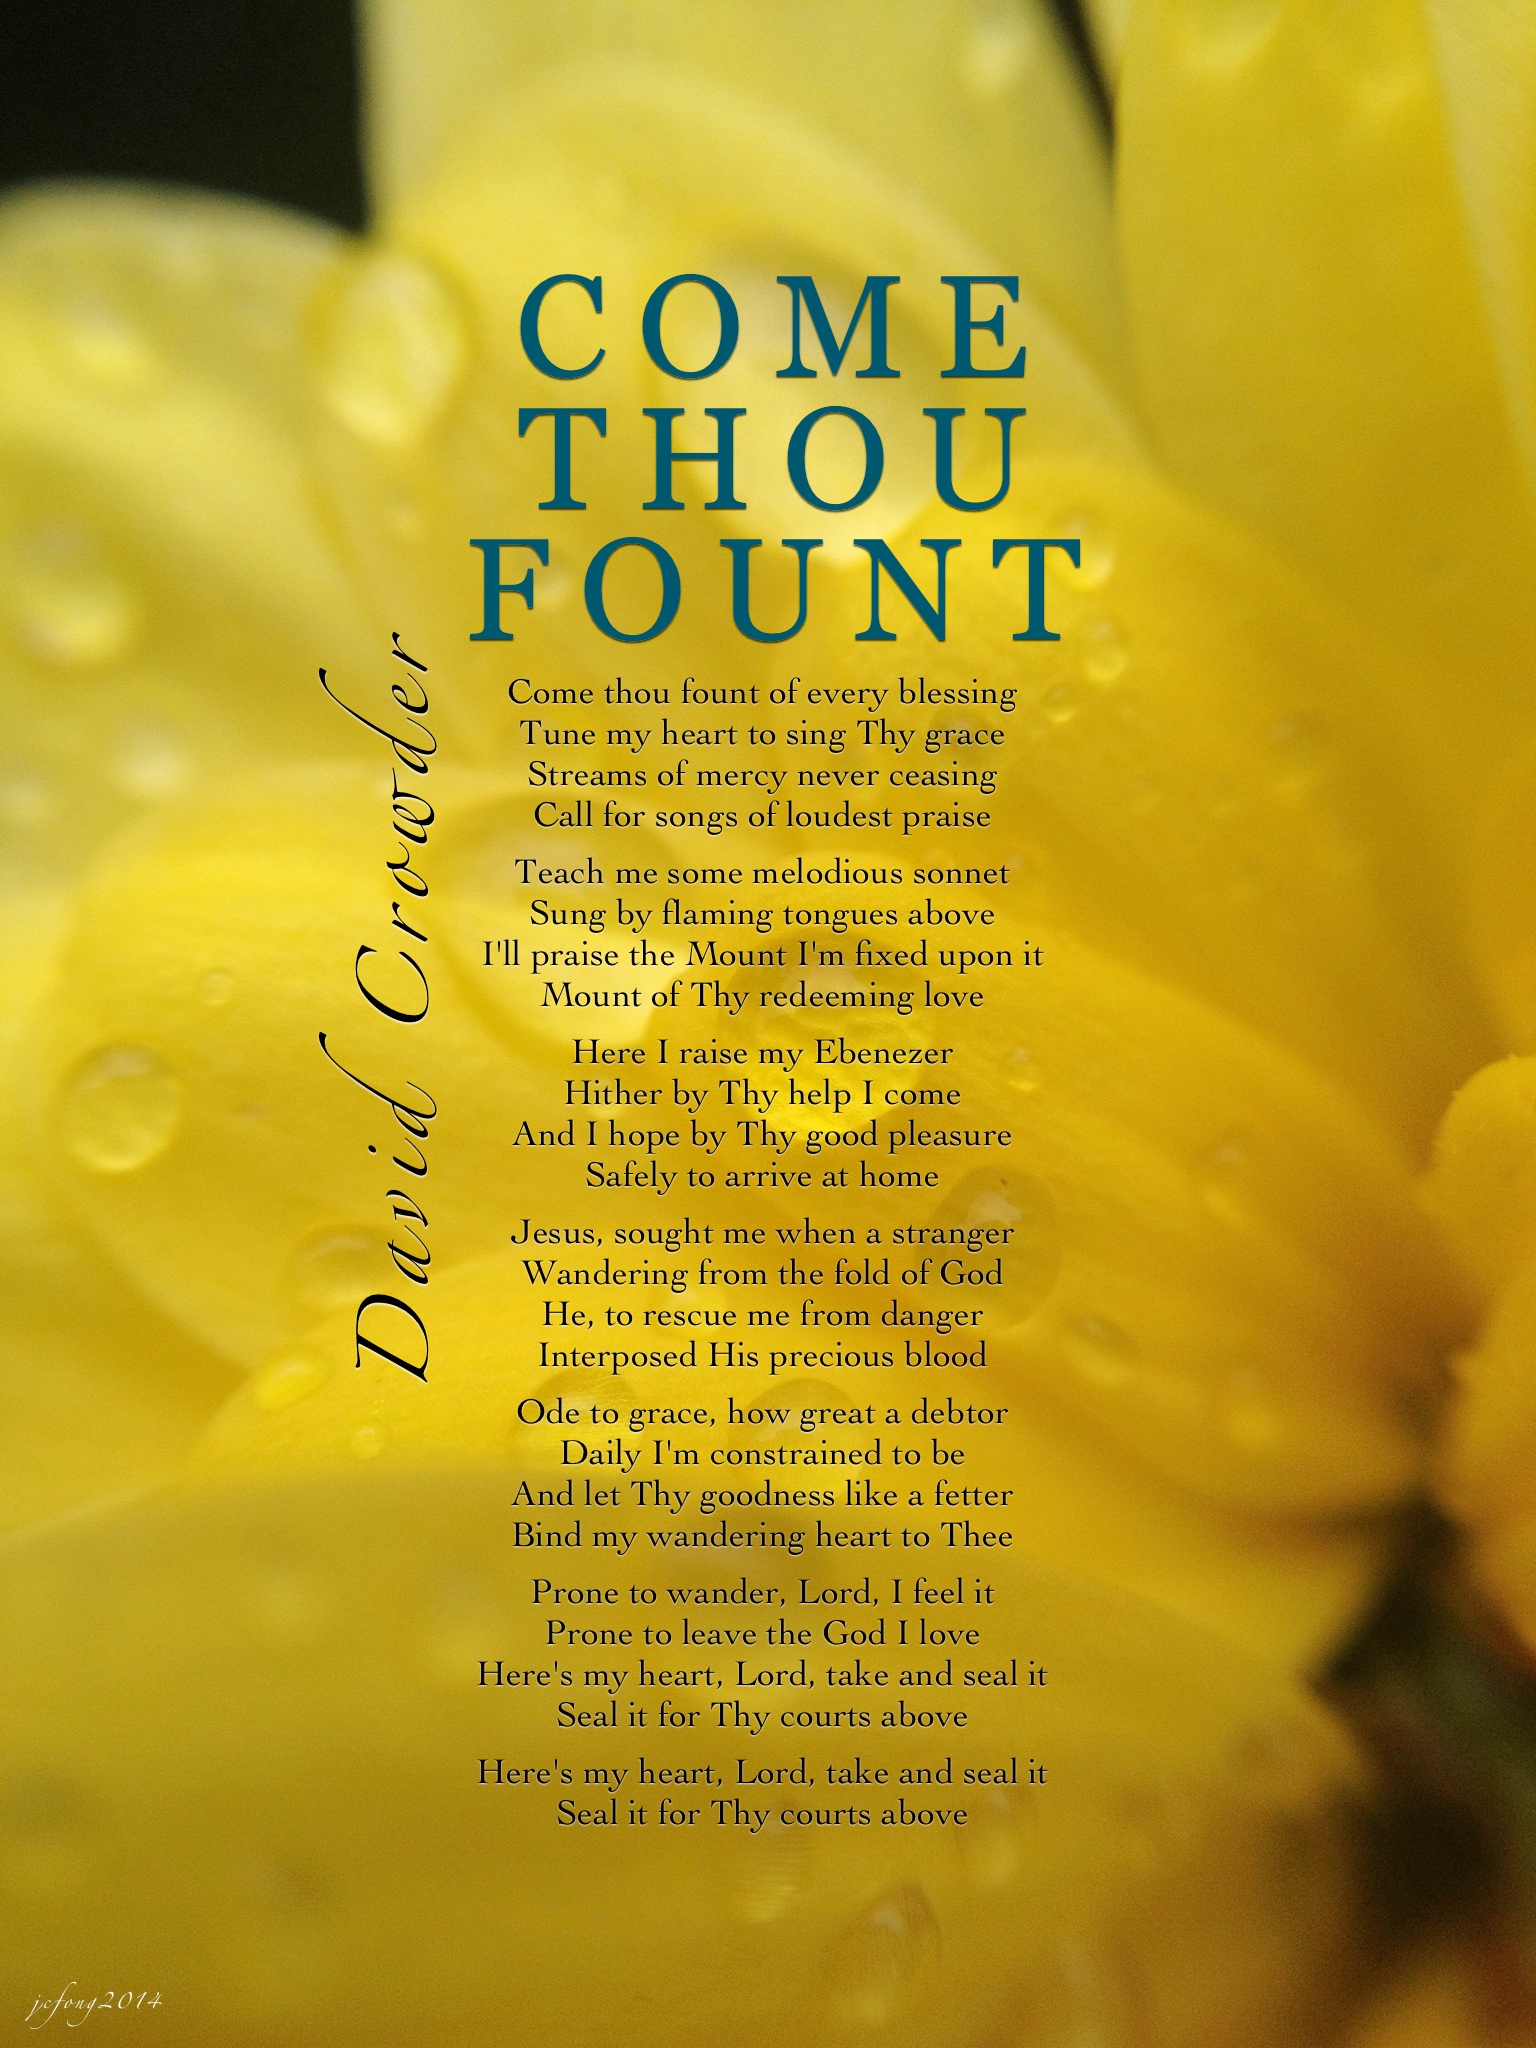 COME
THOU
FOUNT
David Crowder
Come thou fount of every blessing
Tune my heart to sing Thy grace
Streams of mercy never ceasing
Call for songs of loudest praise
Teach me some melodious sonnet
Sung by flaming tongues above
I'll praise the Mount I'm fixed upon it
Mount of Thy redeeming love
Here I raise my Ebenezer
Hither by Thy help I come
And I hope by Thy good pleasure
Safely to arrive at home
Jesus, sought me when a stranger
Wandering from the fold of God
He, to rescue me from danger
Interposed His precious blood
Ode to grace, how great a debtor
Daily I'm constrained to be
And let Thy goodness like a fetter
Bind my wandering heart to Thee
Prone to wander, Lord, I feel it
Prone to leave the God I love
Here's my heart, Lord, take and seal it
Seal it for Thy courts above
Here's my heart, Lord, take and seal it
Seal it for Thy courts above
jcfong2014